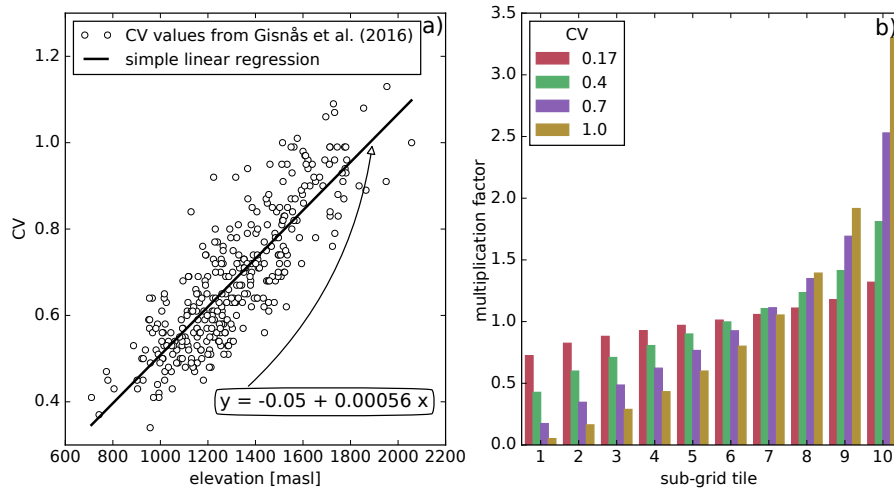 a)
CV values from Gisnås et al. (2016)
simple linear regression
1.3
1.2
1.0
0.8
0.6
0.4
CV
y = -0.05 + 0.00056 x
600 800 1000 1200 1400 1600 1800 2000 2200
elevation [masl]
b)
CV
0.17
0.4
0.7
1.0
3.5
3.0
2.5
2.0
1.5
1.0
0.5
0.0
multiplication factor
1 2 3 4 5 6 7 8 9 10
sub-grid tile